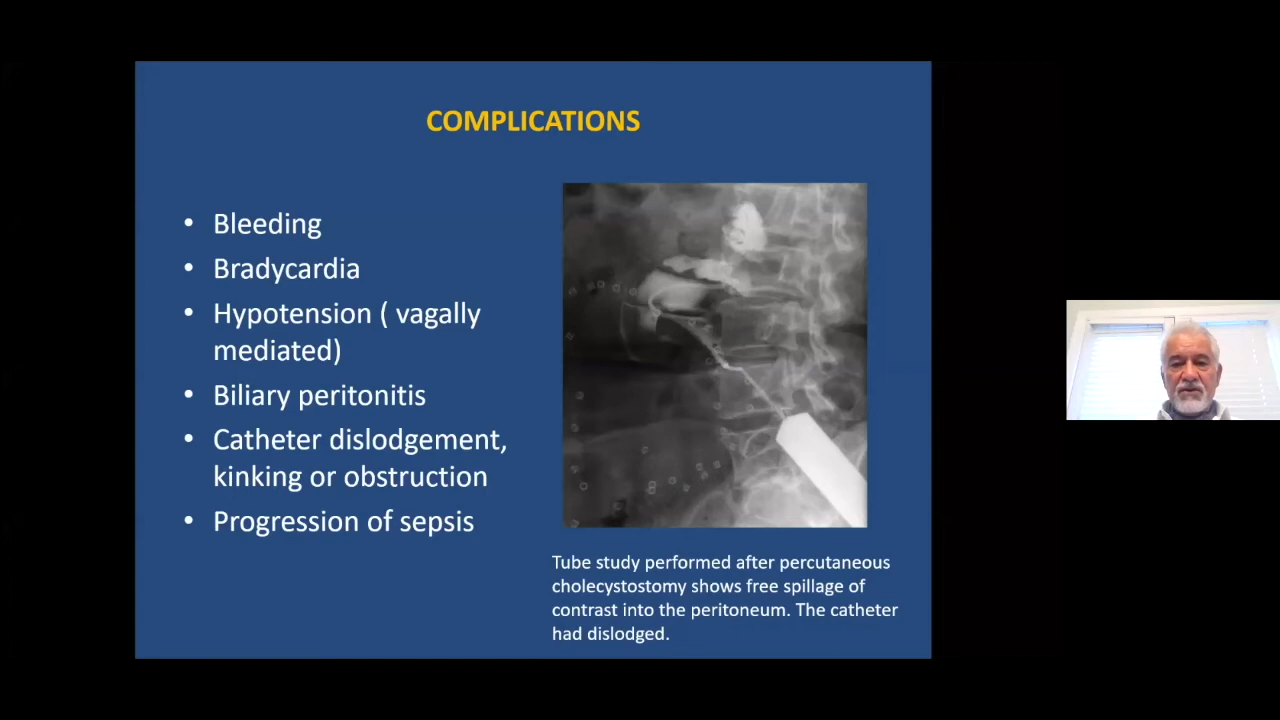 COMPLICATIONS
• Bleeding
• Bradycardia
• Hypotension ( vagally
mediated)
• Biliary peritonitis
• Catheter dislodgement,
kinking or obstruction
• Progression of sepsis
Tube study performed after percutaneous
cholecystostomy shows free spillage of
contrast into the peritoneum. The catheter
had dislodged.